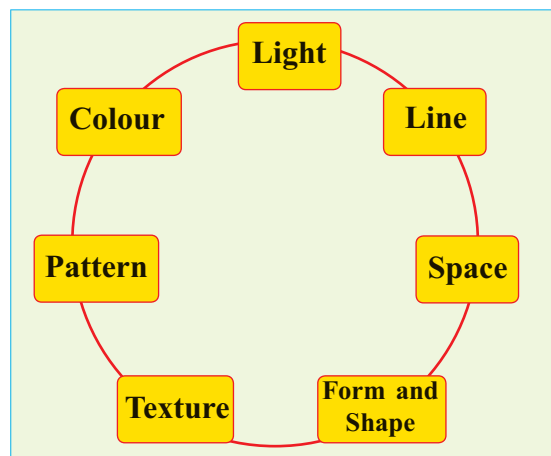 Light
Colour
Line
Pattern
Space
Texture
Form and
Shape